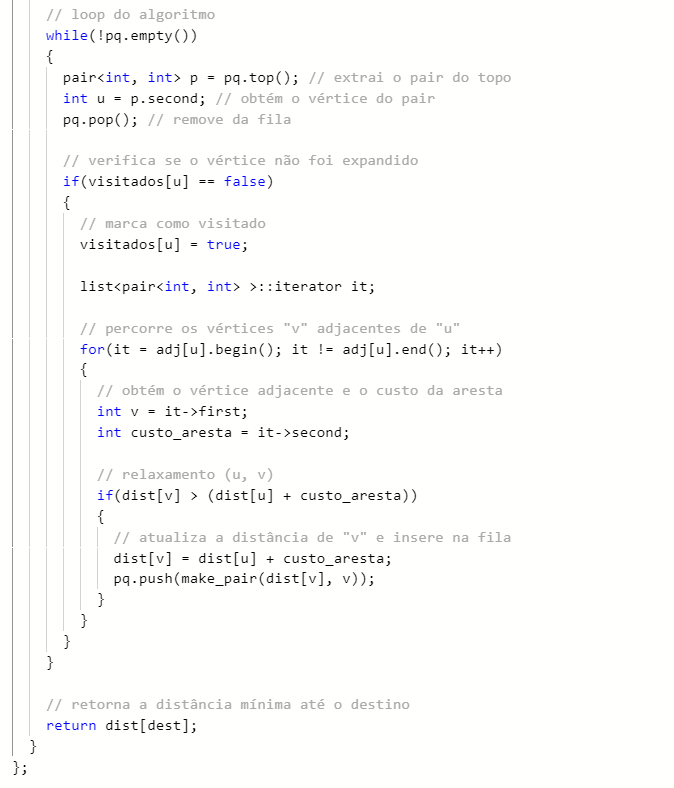 // loop do algoritmo
while(!pq.empty())
{
pair<int, int> p = pq.top(); // extrai o pair do topo
int u = p.second; // obtém o vértice do pair
pq.pop(); // remove da fila
// verifica se o vértice não foi expandido
if(visitados[u] == false)
{
// marca como visitado
visitados[u] = true;
list<pair<int, int> >::iterator it;
// percorre os vértices "v" adjacentes de "u"
for(it = adj[u].begin(); it != adj[u].end(); it++)
{
// obtém o vértice adjacente e o custo da aresta
int v = it->first;
int custo_aresta = it->second;
// relaxamento (u, v)
if(dist[v] > (dist[u] + custo_aresta))
{
// atualiza a distância de "v" e insere na fila
dist[v] = dist[u] + custo_aresta;
pq.push(make_pair(dist[v], v));
}
}
}
}
// retorna a distância mínima até o destino
return dist[dest];
}
};